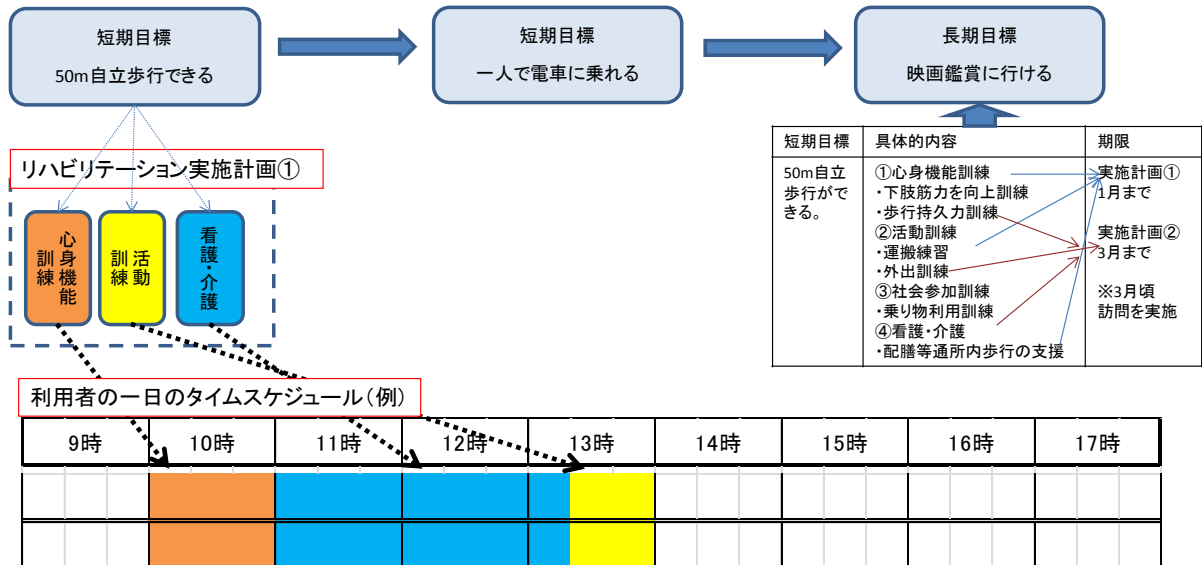 短期目標
50m自立歩行できる
短期目標
一人で電車に乗れる
長期目標
映画鑑賞に行ける
リハビリテーション実施計画①
心身機能
訓練
活動
訓練
看護・介護
短期目標
具体的内容
期限
50m自立
歩行がで
きる。
①心身機能訓練
・下肢筋力を向上訓練
・歩行持久力訓練
②活動訓練
・運搬練習
・外出訓練
③社会参加訓練
・乗り物利用訓練
④看護・介護
・配膳等通所内歩行の支援
実施計画①
1月まで
実施計画②
3月まで
※3月頃
訪問を実施
利用者の一日のタイムスケジュール(例)
9時 10時 11時 12時 13時 14時 15時 16時 17時